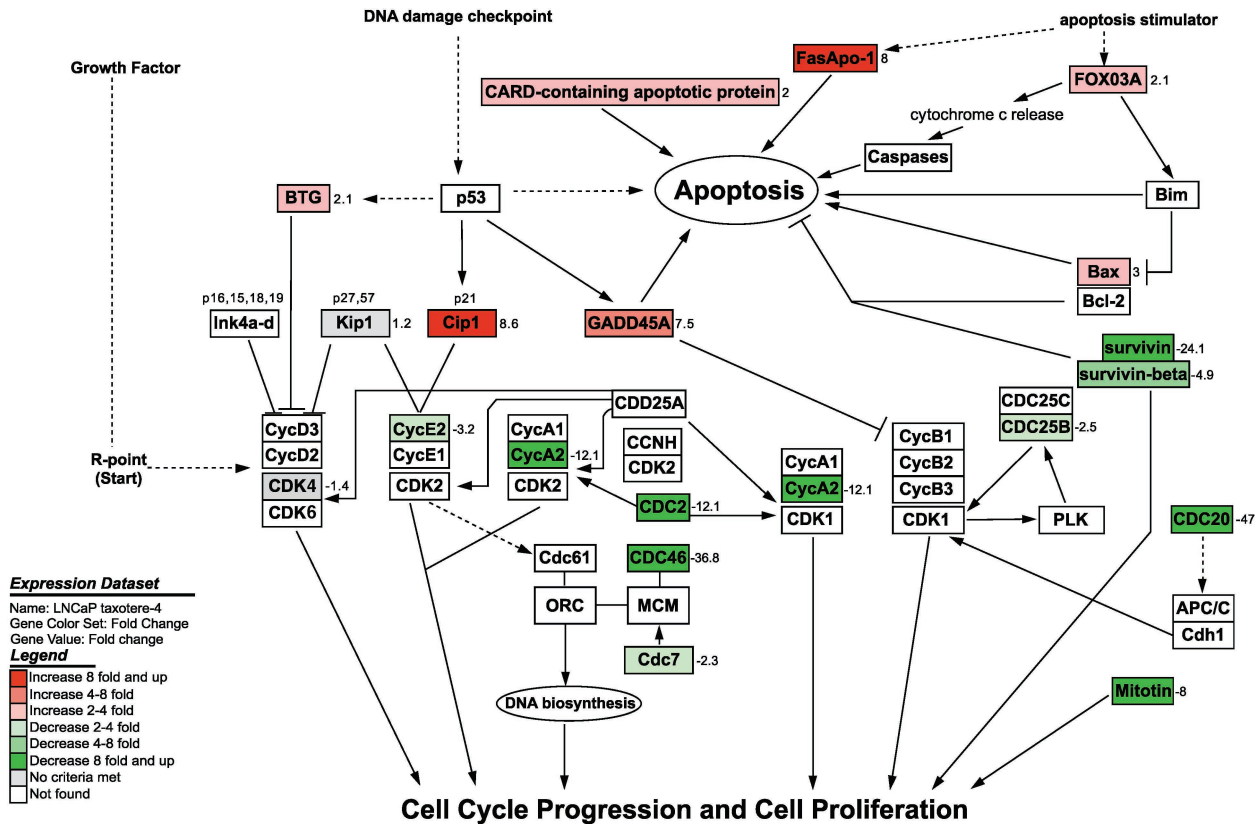 DNA damage checkpoint
apoptosis stimulator
Growth Factor
FasApo-1 8
FOX03A 2.1
CARD-containing apoptotic protein 2
cytochrome c release
Caspases
Apoptosis
BTG 2.1
p53
Bim
Bax 3
Bcl-2
p16,15,18,19
p27,57
p21
Ink4a-d
Kip1 1.2
Cip1 8.6
GADD45A 7.5
survivin -24.1
survivin-beta -4.9
CDD25A
CDC25C
CDC25B -2.5
CycD3
CycD2
CDK4 -1.4
CDK6
CycE2 -3.2
CycE1
CDK2
CycA1
CycA2 -12.1
CDK2
CCNH
CDK2
CDC2 -12.1
CycA1
CycA2 -12.1
CDK1
CycB1
CycB2
CycB3
CDK1
PLK
CDC20 -47
R-point
(Start)
Cdc61
CDC46 -36.8
ORC
MCM
Cdc7 -2.3
APC/C
Cdh1
DNA biosynthesis
Mitotin -8
Expression Dataset
Name: LNCaP taxotere-4
Gene Color Set: Fold Change
Gene Value: Fold change
Legend
Increase 8 fold and up
Increase 4-8 fold
Increase 2-4 fold
Decrease 2-4 fold
Decrease 4-8 fold
Decrease 8 fold and up
No criteria met
Not found
Cell Cycle Progression and Cell Proliferation